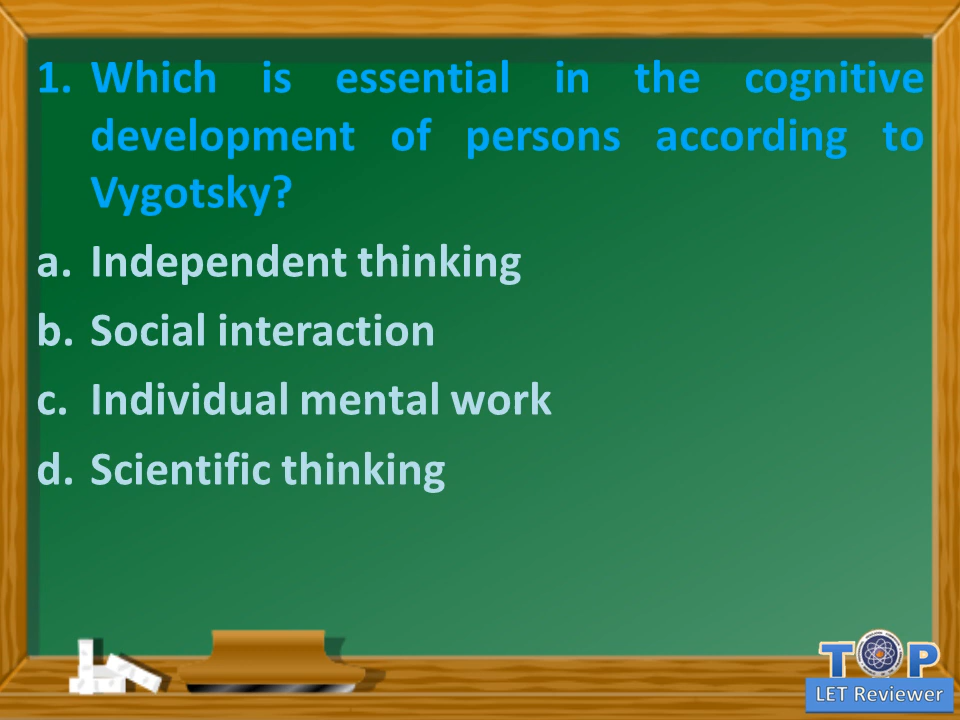 1. Which is essential in the cognitive
development of persons according to
Vygotsky?
a. Independent thinking
b. Social interaction
c. Individual mental work
d. Scientific thinking
TOP
LET Reviewer